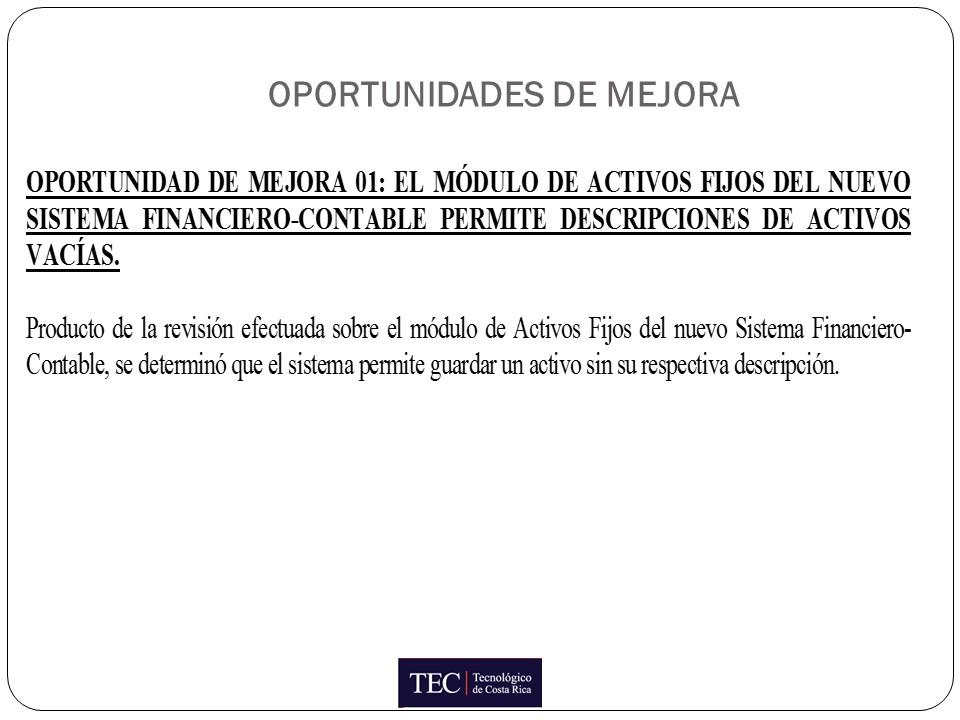 OPORTUNIDADES DE MEJORA
OPORTUNIDAD DE MEJORA 01: EL MÓDULO DE ACTIVOS FIJOS DEL NUEVO
SISTEMA FINANCIERO-CONTABLE PERMITE DESCRIPCIONES DE ACTIVOS
VACÍAS.
Producto de la revisión efectuada sobre el módulo de Activos Fijos del nuevo Sistema Financiero-
Contable, se determinó que el sistema permite guardar un activo sin su respectiva descripción.
TEC | Tecnológico
de Costa Rica